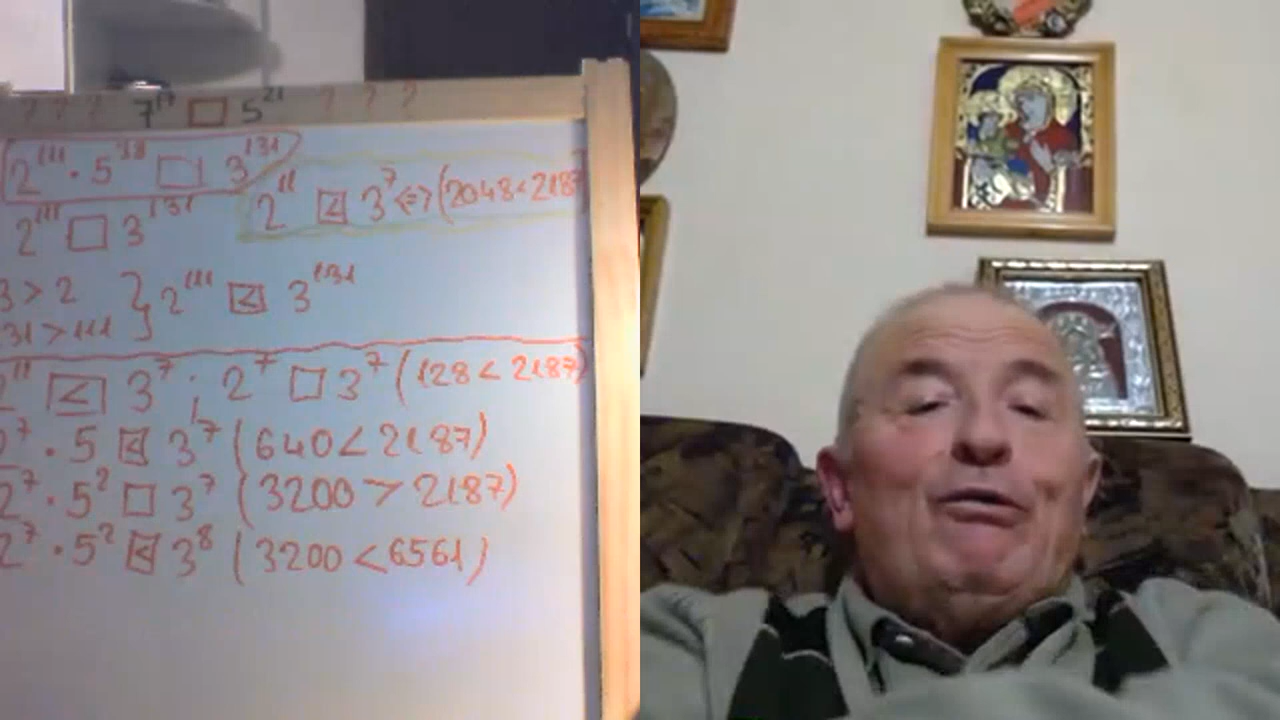 ? ? ? 7¹⁷ □ 5²¹ ? ? ?
2¹¹¹ · 5³⁸ □ 3¹³¹
2¹¹ < 3⁷ <=> (2048 < 2187
2¹¹¹ □ 3¹³¹
3 > 2 } 2¹¹¹ < 3¹³¹
131 > 111
2¹¹ < 3⁷ ; 2⁷ □ 3⁷ (128 < 2187)
2⁷ · 5 < 3⁷ (640 < 2187)
2⁷ · 5² □ 3⁷ (3200 > 2187)
2⁷ · 5² < 3⁸ (3200 < 6561)